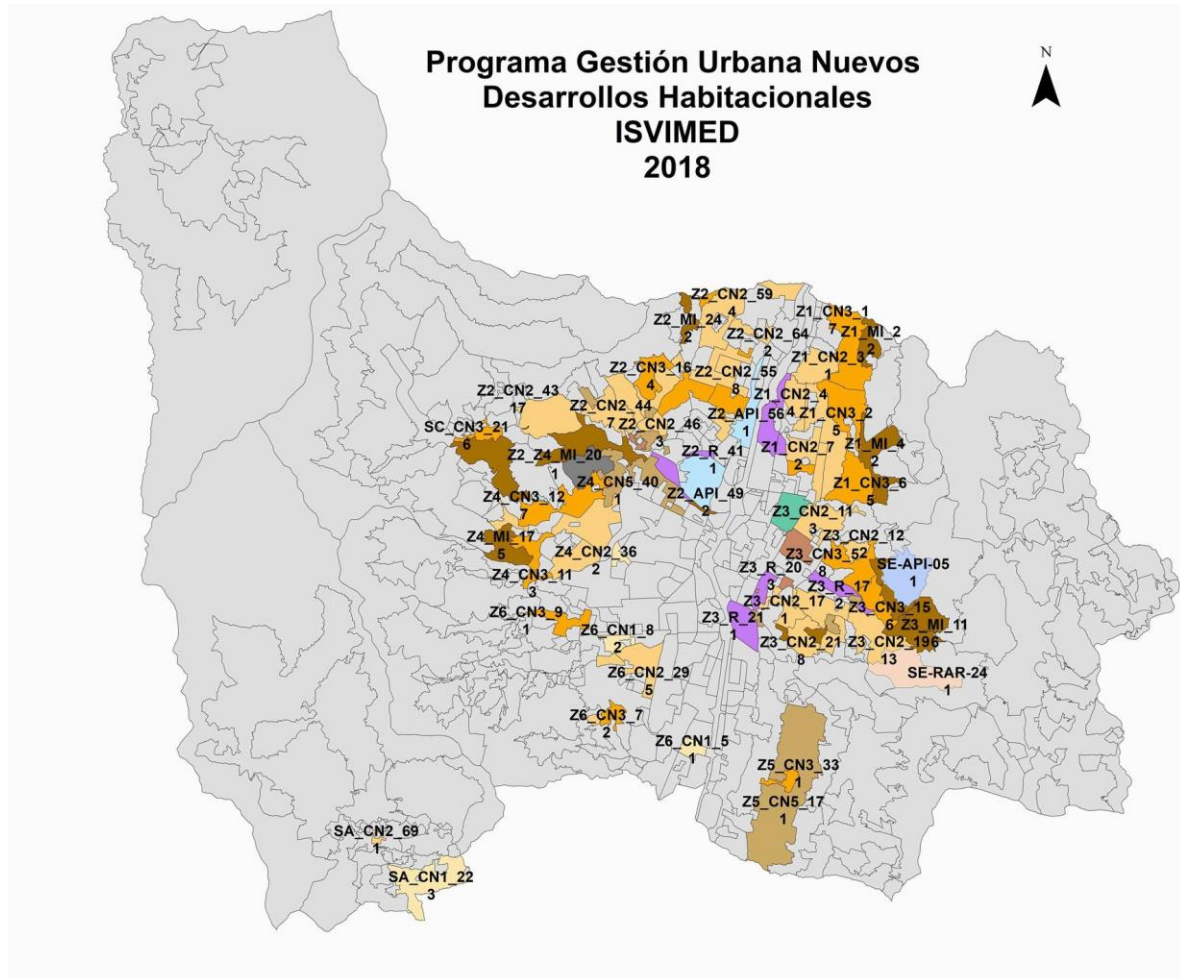 Programa Gestión Urbana Nuevos
Desarrollos Habitacionales
ISVIMED
2018
N
Z2_CN2_59
4
Z2_MI_24
2
Z2_CN2_64
2
Z1_CN3_1
7
Z1_MI_2
2
Z1_CN2_3
1
Z2_CN3_16
4
Z2_CN2_55
8
Z2_CN2_43
17
Z2_CN2_44
7
Z1_CN2_4
4
Z1_CN3_2
5
Z2_API_56
1
Z2_CN2_46
3
SC_CN3_21
6
Z1_MI_4
2
Z1
CN2_7
2
Z2_R_41
1
Z2_Z4_MI_20
1
Z4_CN5_40
1
Z1_CN3_6
5
Z4_CN3_12
7
Z2_API_49
2
Z3_CN2_11
3
Z3_CN2_12
Z4_MI_17
5
Z4_CN2_36
2
Z3_CN3_52
8
SE-API-05
1
Z3_R_20
3
Z4_CN3_11
3
Z3_R_17
2
Z3_CN2_17
1
Z3_CN3_15
6
Z6_CN3_9
1
Z3_R_21
1
Z3_MI_11
Z6_CN1_8
2
Z3_CN2_21
8
Z3_CN2_196
13
Z6_CN2_29
5
SE-RAR-24
1
Z6_CN3_7
2
Z6_CN1_5
1
Z5_CN3_33
1
Z5_CN5_17
1
SA_CN2_69
1
SA_CN1_22
3